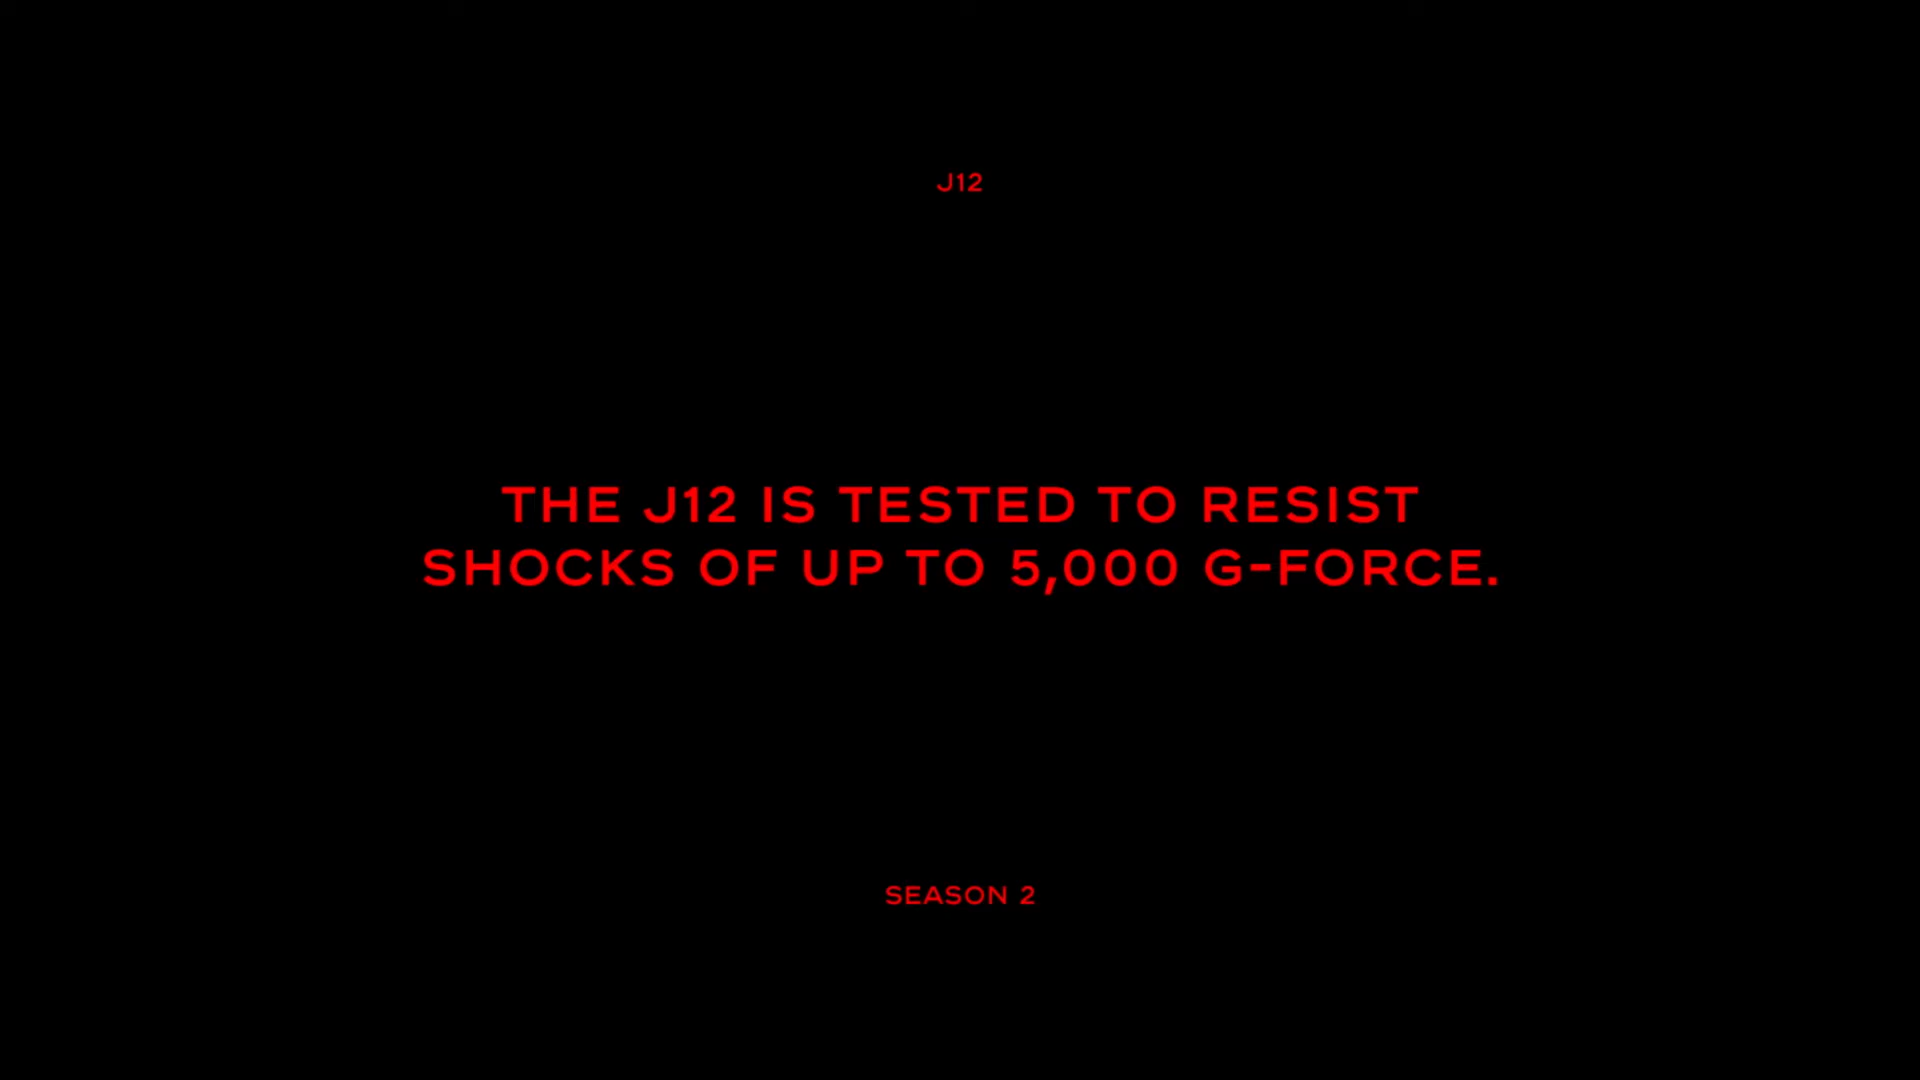 J12
THE J12 IS TESTED TO RESIST
SHOCKS OF UP TO 5,000 G-FORCE.
SEASON 2